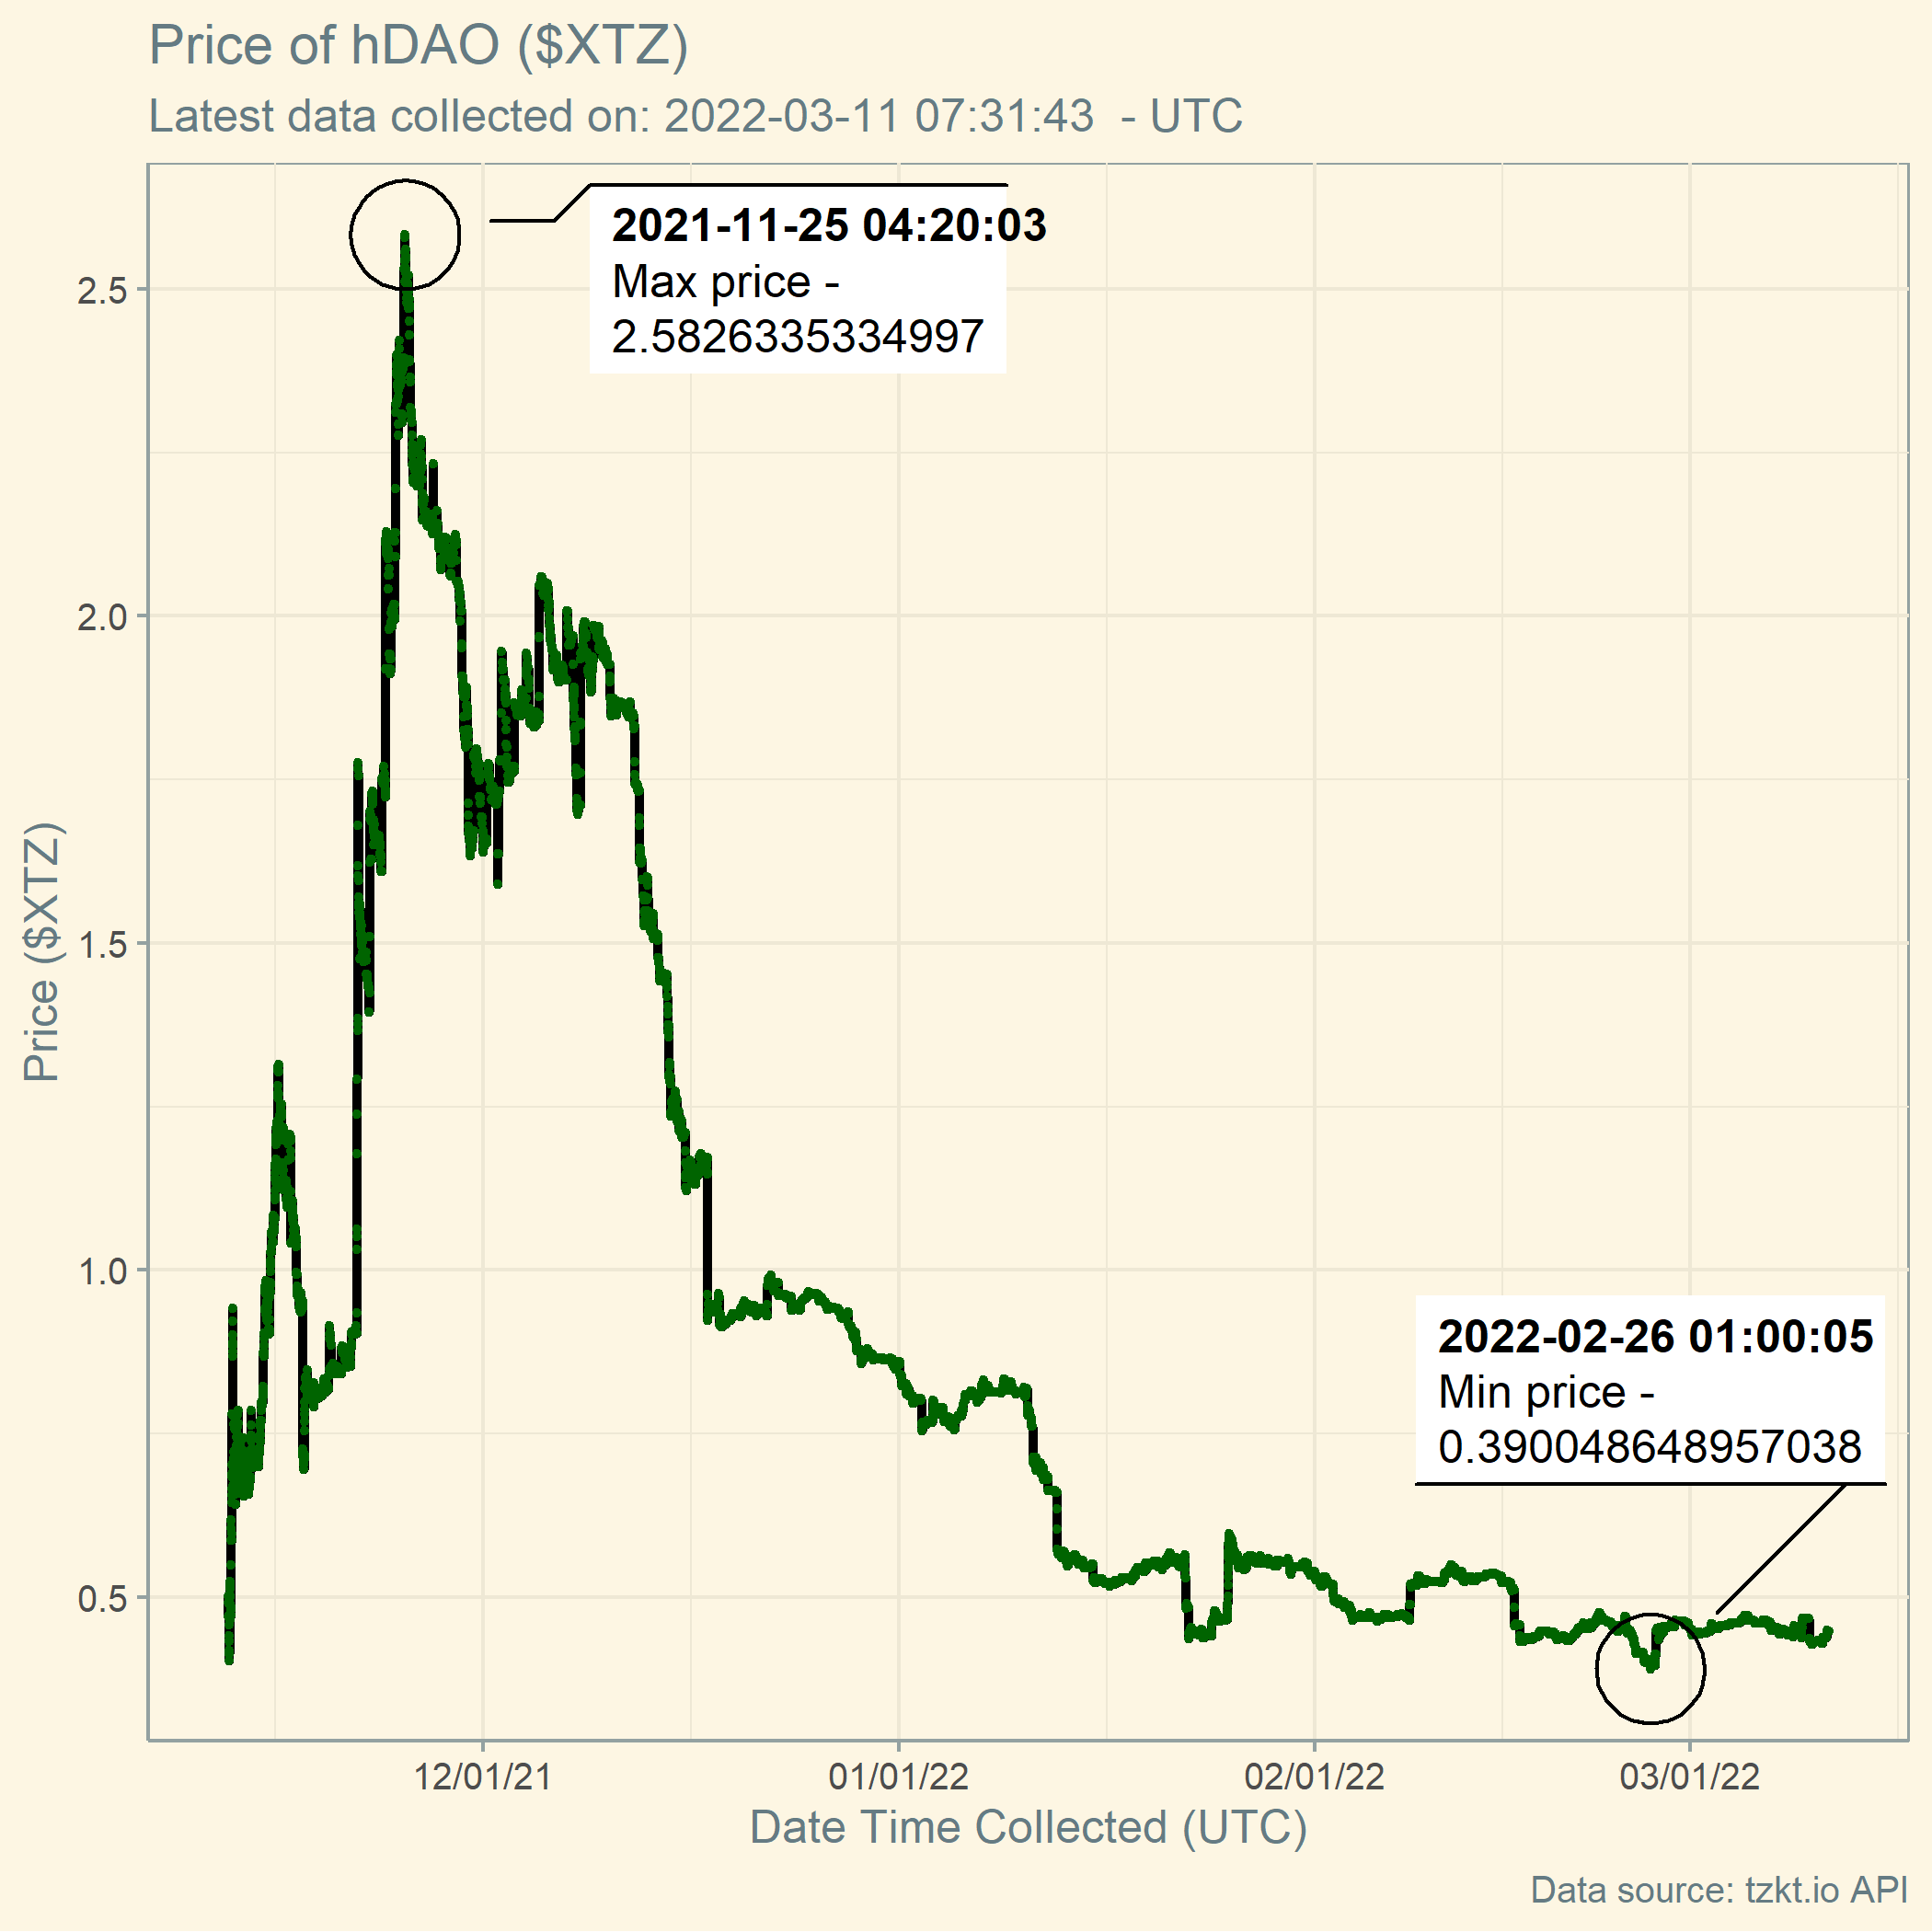 Price of hDAO ($XTZ)
Latest data collected on: 2022-03-11 07:31:43  - UTC
2021-11-25 04:20:03
Max price -
2.5826335334997
2.5
2.0
1.5
1.0
0.5
Price ($XTZ)
2022-02-26 01:00:05
Min price -
0.390048648957038
12/01/21
01/01/22
02/01/22
03/01/22
Date Time Collected (UTC)
Data source: tzkt.io API